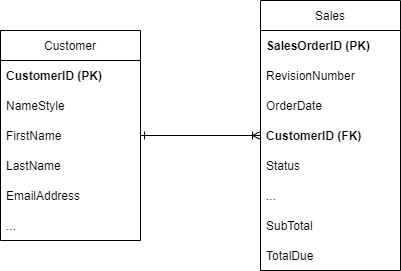 Customer
CustomerID (PK)
NameStyle
FirstName
LastName
EmailAddress
...
Sales
SalesOrderID (PK)
RevisionNumber
OrderDate
CustomerID (FK)
Status
...
SubTotal
TotalDue